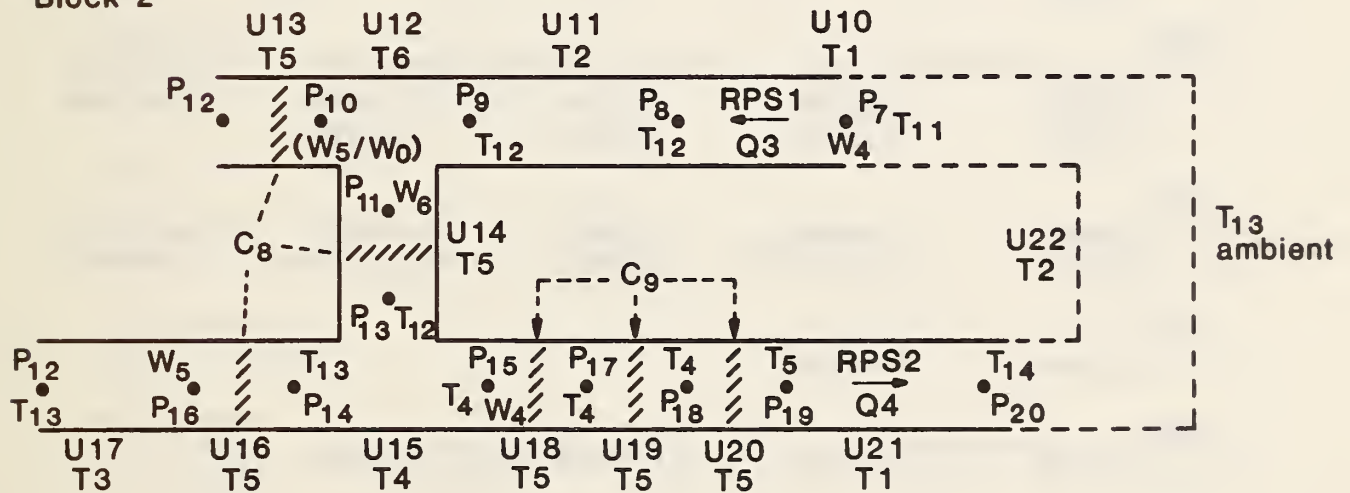 Block 2
U13 U12 U11 U10
T5 T6 T2 T1
P12 P10 P9 P8 RPS1 P7 T11
(W5/W0) T12 T12 Q3 W4
P11 W6
C8 U14 T5
C9
U22 T2
T13 ambient
P13 T12
P12 W5 T13 P15 P17 T4 T5 RPS2 T14
T13 P16 P14 T4 W4 T4 P18 P19 Q4 P20
U17 U16 U15 U18 U19 U20 U21
T3 T5 T4 T5 T5 T5 T1